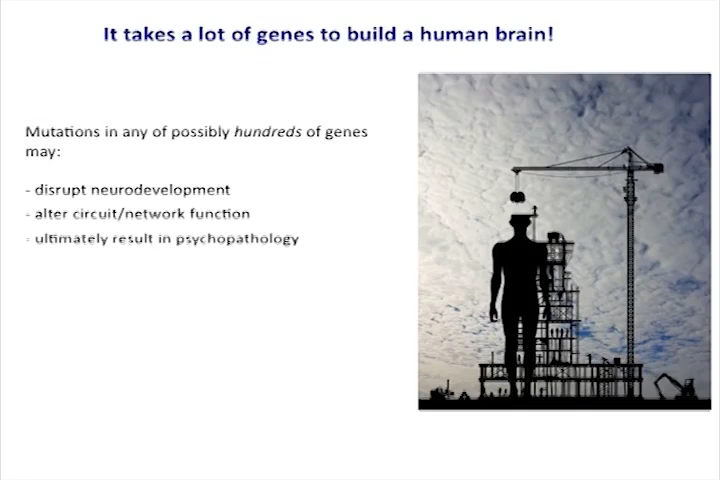 It takes a lot of genes to build a human brain!
Mutations in any of possibly hundreds of genes
may:
- disrupt neurodevelopment
- alter circuit/network function
- ultimately result in psychopathology